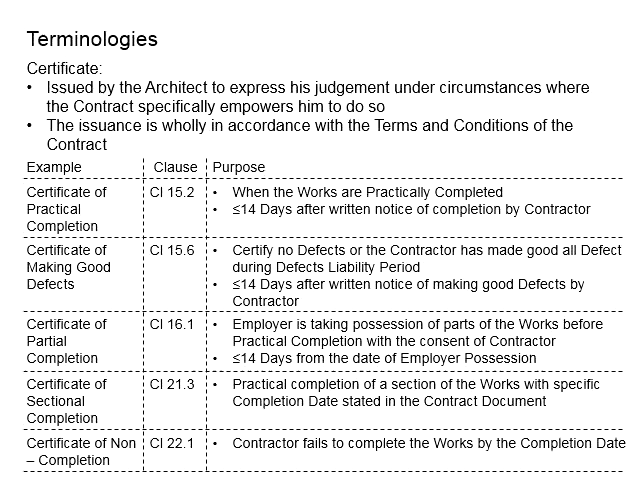 Terminologies
Certificate:
• Issued by the Architect to express his judgement under circumstances where
the Contract specifically empowers him to do so
• The issuance is wholly in accordance with the Terms and Conditions of the
Contract
Example Clause Purpose
Certificate of Practical Completion Cl 15.2 • When the Works are Practically Completed
• ≤14 Days after written notice of completion by Contractor
Certificate of Making Good Defects Cl 15.6 • Certify no Defects or the Contractor has made good all Defect
during Defects Liability Period
• ≤14 Days after written notice of making good Defects by
Contractor
Certificate of Partial Completion Cl 16.1 • Employer is taking possession of parts of the Works before
Practical Completion with the consent of Contractor
• ≤14 Days from the date of Employer Possession
Certificate of Sectional Completion Cl 21.3 • Practical completion of a section of the Works with specific
Completion Date stated in the Contract Document
Certificate of Non – Completion Cl 22.1 • Contractor fails to complete the Works by the Completion Date